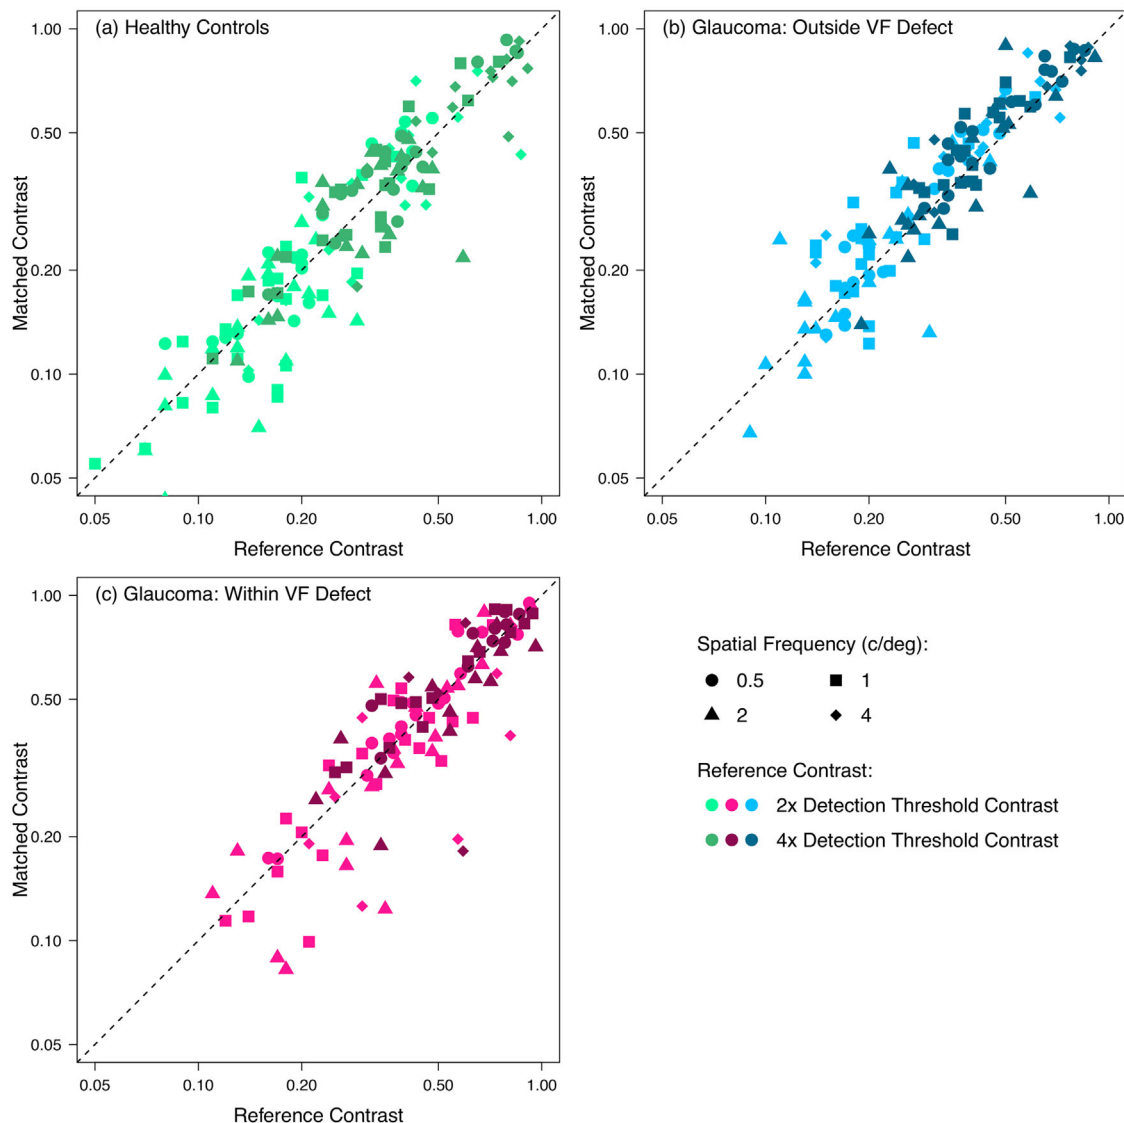 (a) Healthy Controls
1.00
0.50
0.20
0.10
0.05
Matched Contrast
0.05 0.10 0.20 0.50 1.00
Reference Contrast
(b) Glaucoma: Outside VF Defect
1.00
0.50
0.20
0.10
0.05
Matched Contrast
0.05 0.10 0.20 0.50 1.00
Reference Contrast
(c) Glaucoma: Within VF Defect
1.00
0.50
0.20
0.10
0.05
Matched Contrast
0.05 0.10 0.20 0.50 1.00
Reference Contrast
Spatial Frequency (c/deg):
0.5 1
2 4
Reference Contrast:
2x Detection Threshold Contrast
4x Detection Threshold Contrast